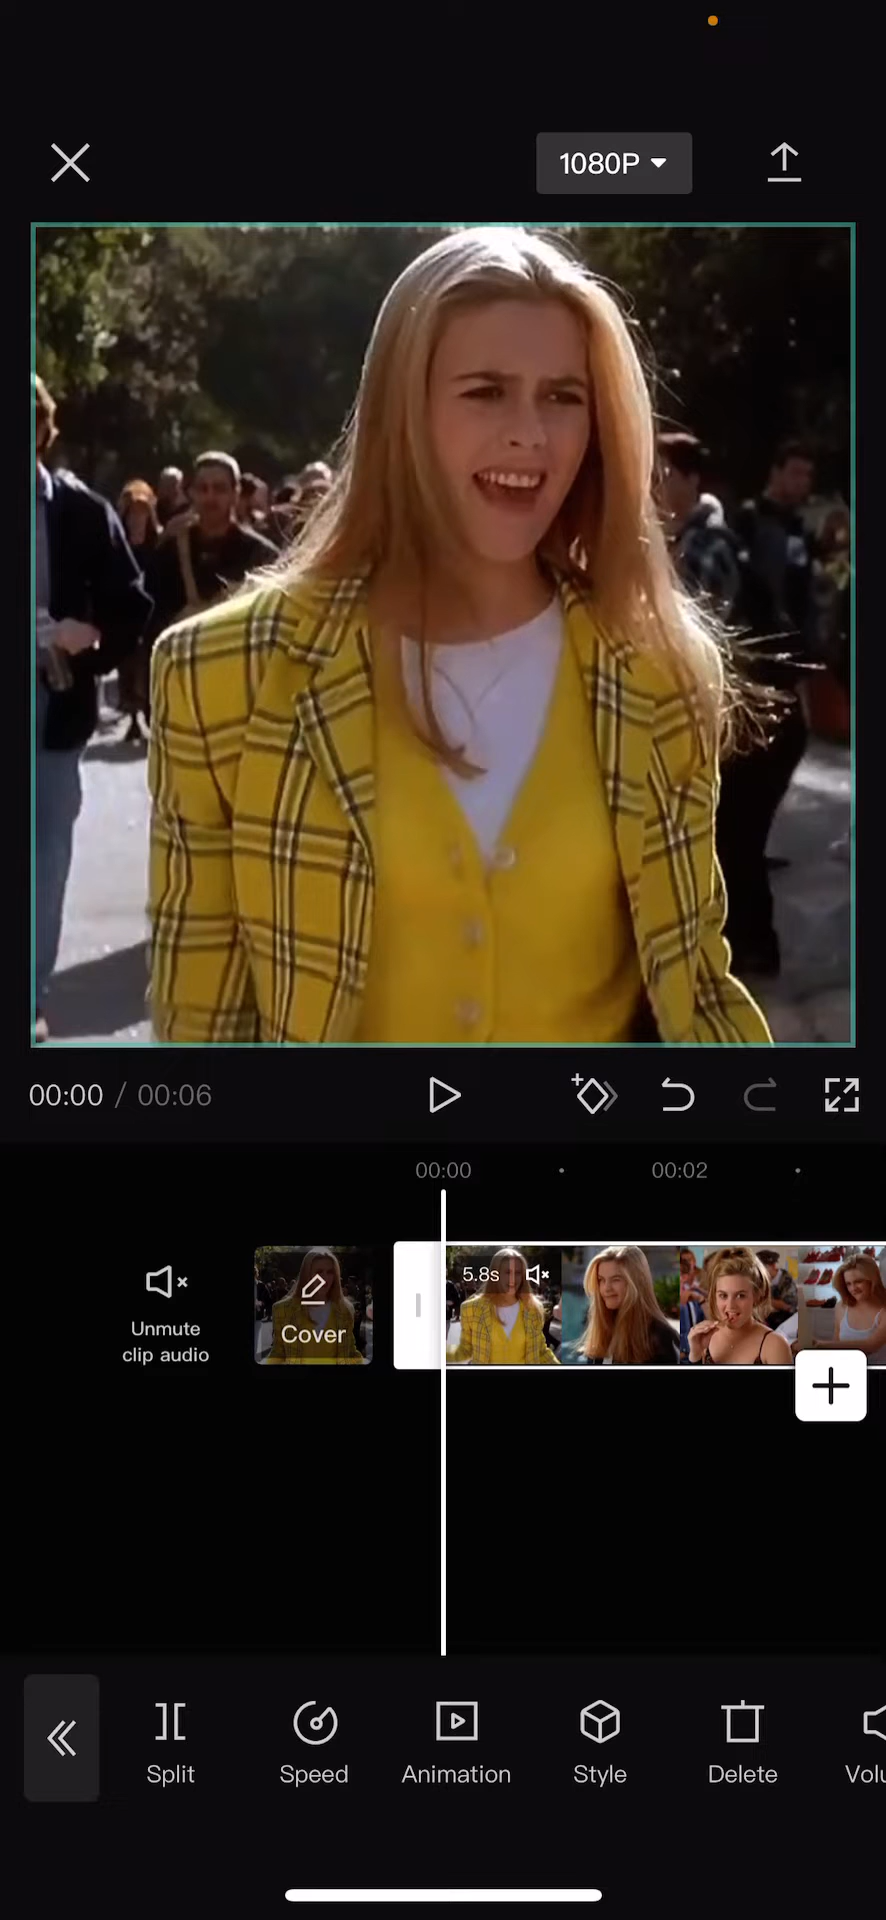 1080P
00:00 / 00:06
00:00
00:02
5.8s
Unmute
clip audio
Cover
Split
Speed
Animation
Style
Delete
Volu